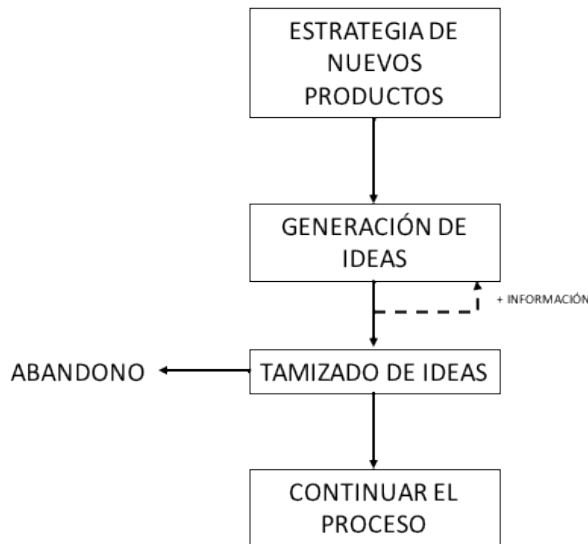 ESTRATEGIA DE
NUEVOS
PRODUCTOS
GENERACIÓN DE
IDEAS
+ INFORMACIÓN
ABANDONO
TAMIZADO DE IDEAS
CONTINUAR EL
PROCESO